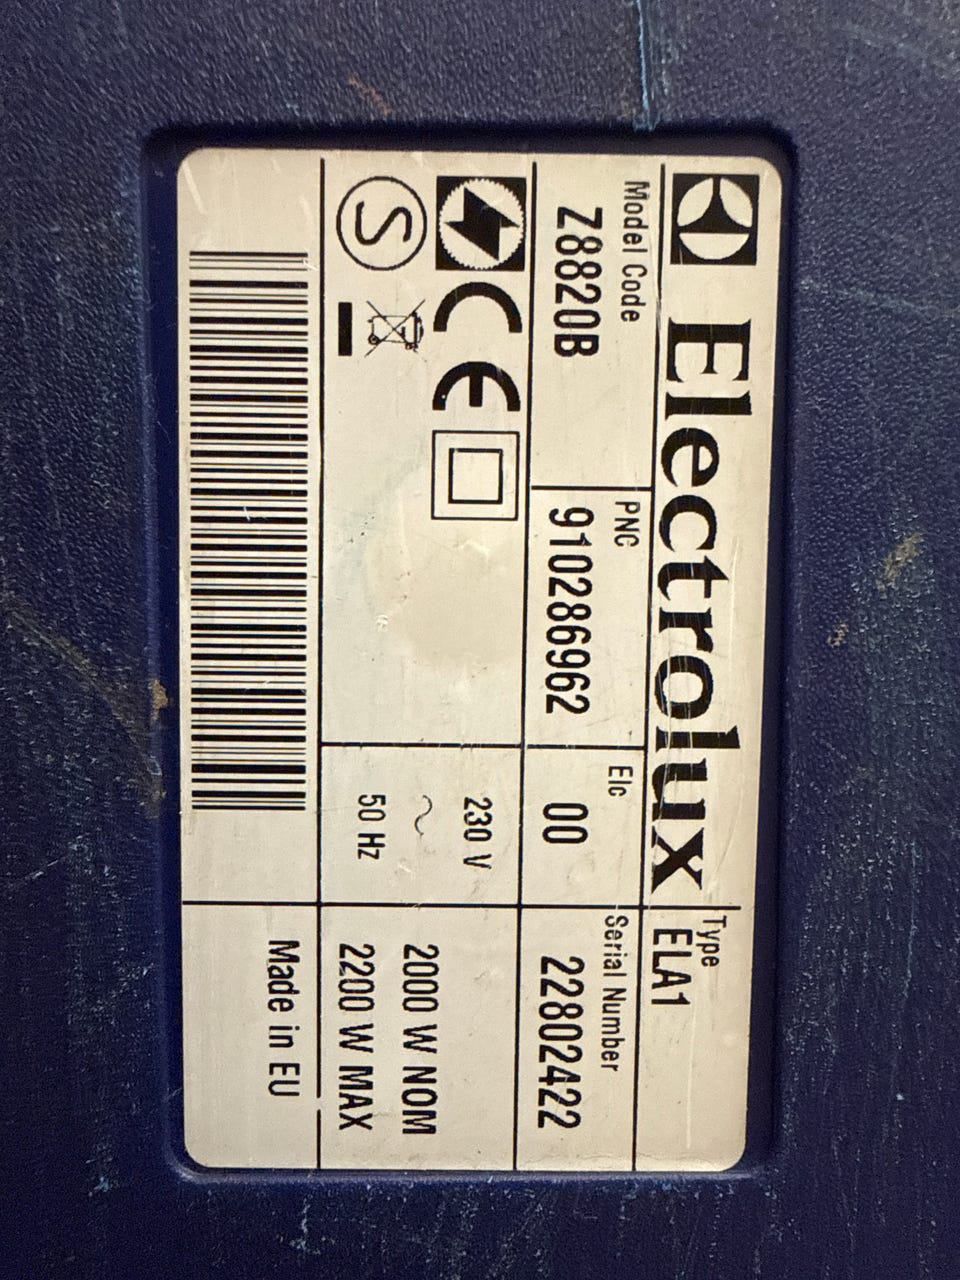 Electrolux
Type
ELA1
Model Code
Z8820B
PNC
910286962
Elc
00
Serial Number
22802422
S
CE
230 V
~
50 Hz
2000 W NOM
2200 W MAX
Made in EU